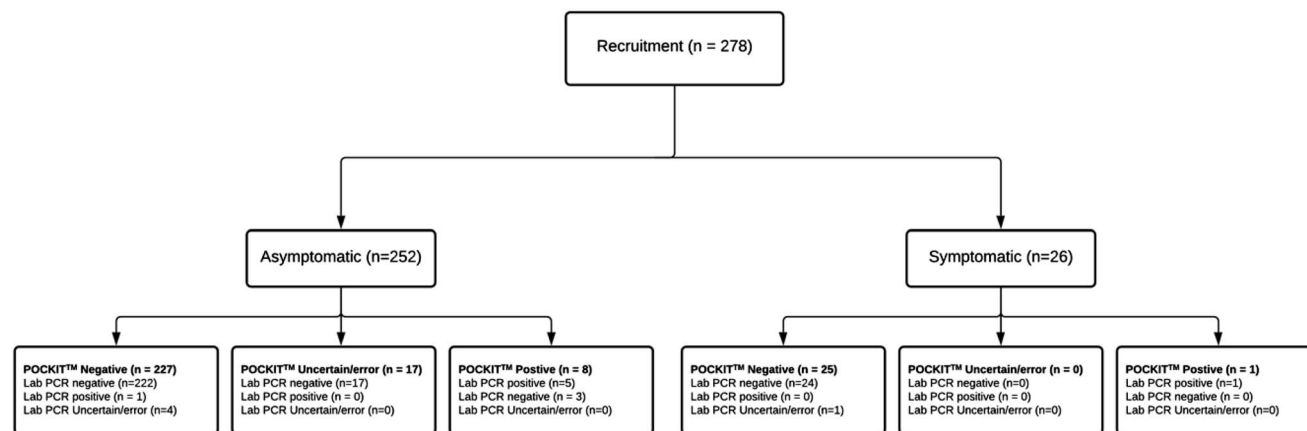 Recruitment (n = 278)
Asymptomatic (n=252)
Symptomatic (n=26)
POCKIT™ Negative (n = 227)
Lab PCR negative (n=222)
Lab PCR positive (n = 1)
Lab PCR Uncertain/error (n=4)
POCKIT™ Uncertain/error (n = 17)
Lab PCR negative (n=17)
Lab PCR positive (n = 0)
Lab PCR Uncertain/error (n=0)
POCKIT™ Postive (n = 8)
Lab PCR positive (n=5)
Lab PCR negative (n = 3)
Lab PCR Uncertain/error (n=0)
POCKIT™ Negative (n = 25)
Lab PCR negative (n=24)
Lab PCR positive (n = 0)
Lab PCR Uncertain/error (n=1)
POCKIT™ Uncertain/error (n = 0)
Lab PCR negative (n=0)
Lab PCR positive (n = 0)
Lab PCR Uncertain/error (n=0)
POCKIT™ Postive (n = 1)
Lab PCR positive (n=1)
Lab PCR negative (n = 0)
Lab PCR Uncertain/error (n=0)